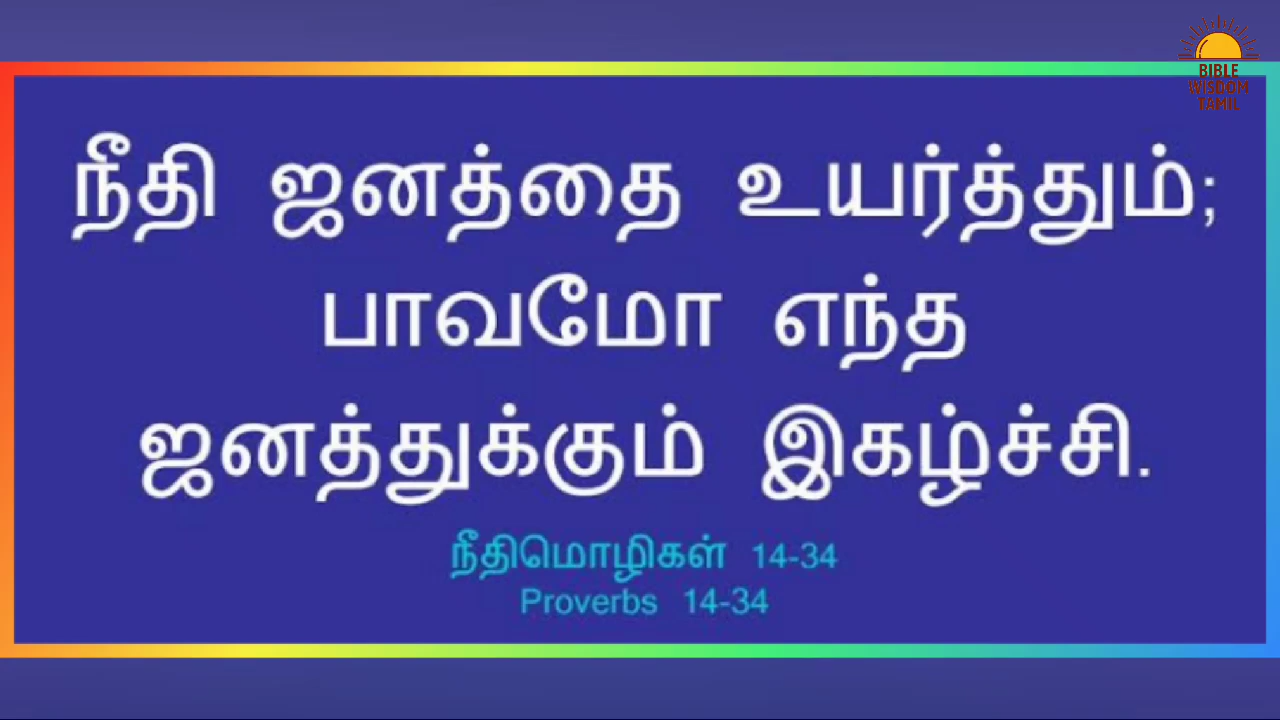 BIBLE
WISDOM
TAMIL
நீதி ஜனத்தை உயர்த்தும்;
பாவமோ எந்த
ஜனத்துக்கும் இகழ்ச்சி.
நீதிமொழிகள் 14-34
Proverbs 14-34